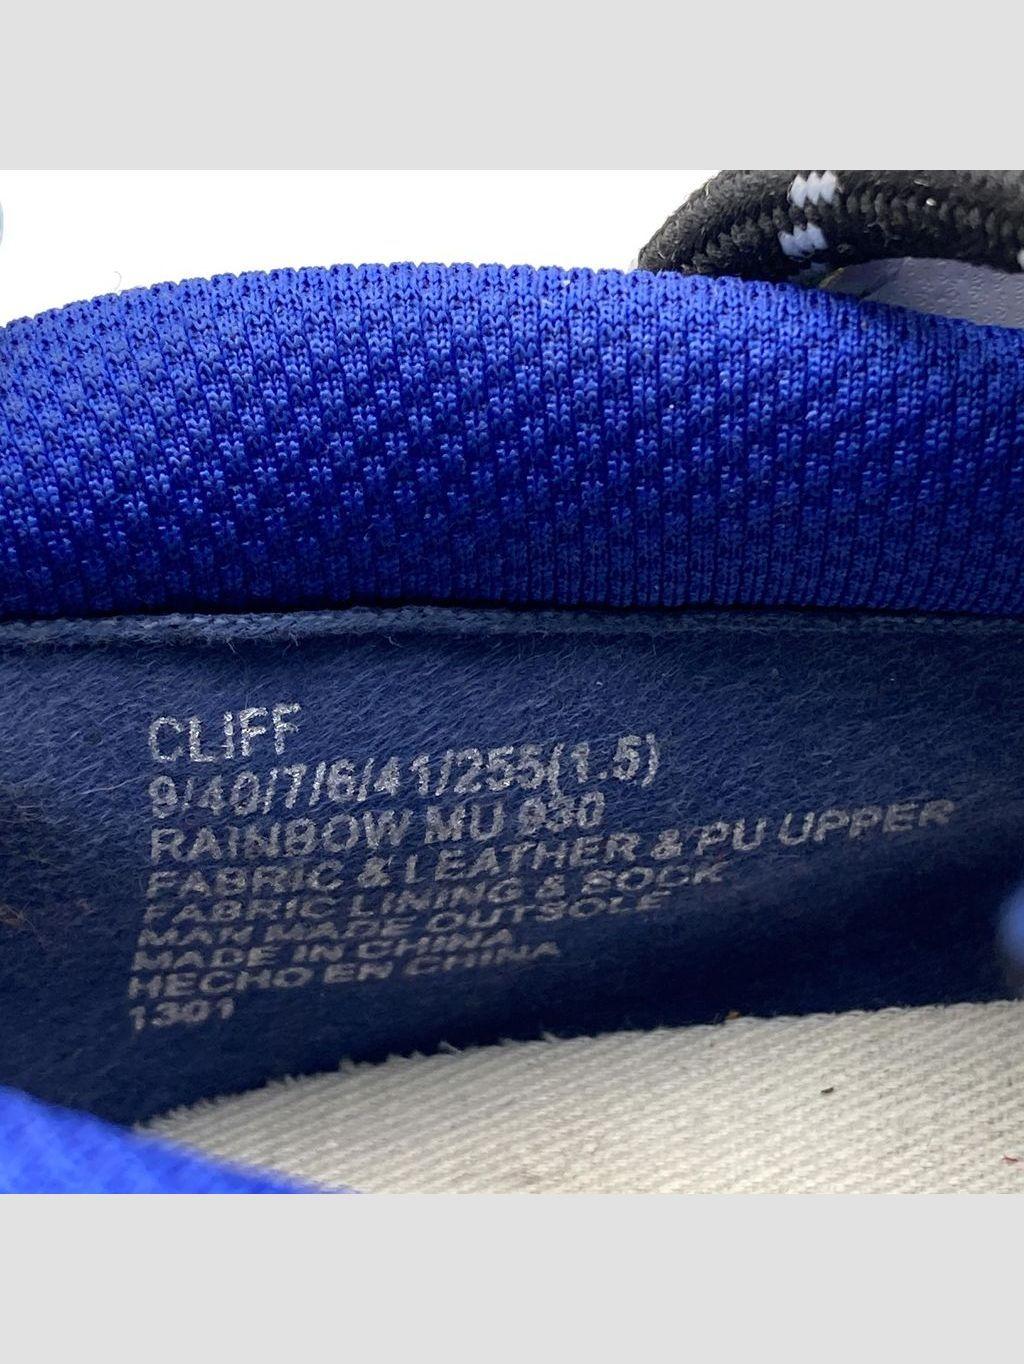 CLIFF
9/40/7/6/41/255(1.5)
RAINBOW MU 930
FABRIC & LEATHER & PU UPPER
FABRIC LINING & SOCK
MAN MADE OUTSOLE
MADE IN CHINA
HECHO EN CHINA
1301